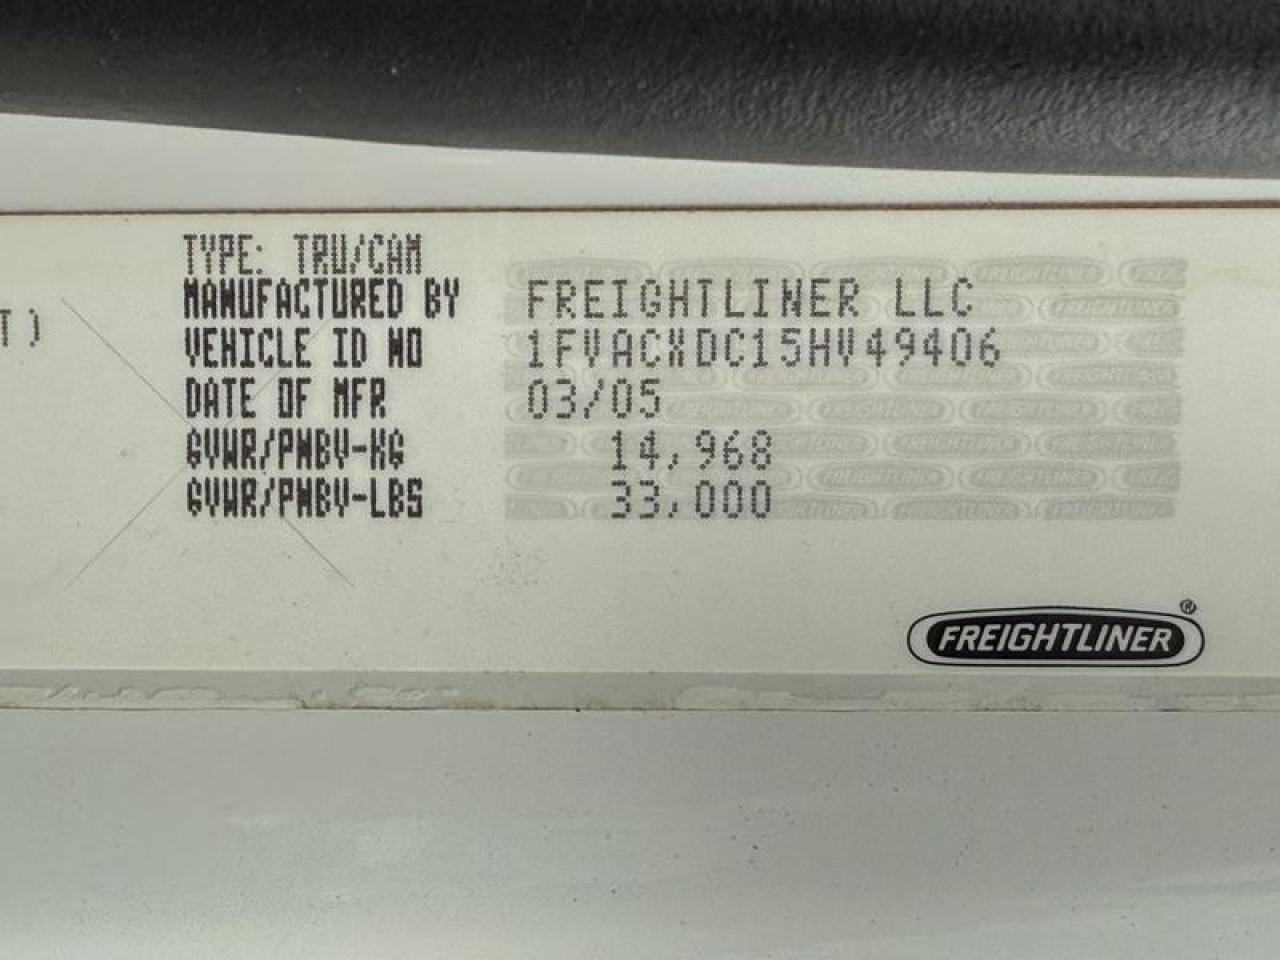 T)
TYPE: TRU/CAM
MANUFACTURED BY FREIGHTLINER LLC
VEHICLE ID NO 1FVACXDC15HV49406
DATE OF MFR 03/05
GVWR/PNBV-KG 14,968
GVWR/PNBV-LBS 33,000
FREIGHTLINER®